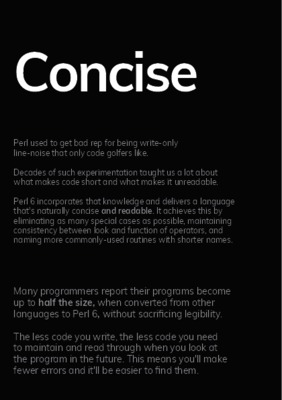 Concise
Perl used to get bad rep for being write-only
line-noise that only code golfers like.
Decades of such experimentation taught us a lot about
what makes code short and what makes it unreadable.
Perl 6 incorporates that knowledge and delivers a language
that's naturally concise and readable. It achieves this by
eliminating as many special cases as possible, maintaining
consistency between look and function of operators, and
naming more commonly-used routines with shorter names.
Many programmers report their programs become
up to half the size, when converted from other
languages to Perl 6, without sacrificing legibility.
The less code you write, the less code you need
to maintain and read through when you look at
the program in the future. This means you'll make
fewer errors and it'll be easier to find them.